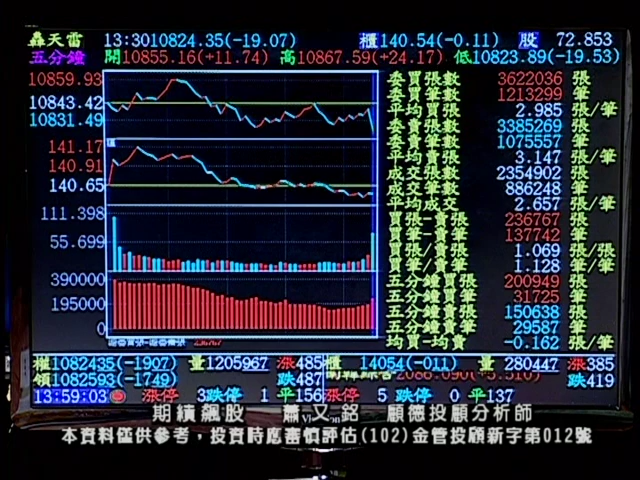 轟天雷 13:30 10824.35(-19.07) 櫃 140.54(-0.11) 股 72.853
五分鐘 開10855.16(+11.74) 高10867.59(+24.17) 低10823.89(-19.53)
10859.93
10843.42
10831.49
141.17
140.91
140.65
111.398
55.699
390000
195000
0
委買張數 3622036 張
委買筆數 1213299 筆
平均買張 2.985 張/筆
委賣張數 3385269 張
委賣筆數 1075557 筆
平均賣張 3.147 張/筆
成交張數 2354902 張
成交筆數 886248 筆
平均成交 2.657 張/筆
買張-賣張 236767 張
買筆-賣筆 137742 筆
買張/賣張 1.069 張/張
買筆/賣筆 1.128 筆/筆
五分鐘買張 200949 張
五分鐘買筆 31725 筆
五分鐘賣張 150638 張
五分鐘賣筆 29587 筆
均買-均賣 -0.162 張/筆
236767
權1082435(-1907) 量1205967 漲485 櫃 14054(-011) 量 280447 漲385
領1082593(-1749) 跌487 跌419
13:59:03 漲停 3跌停 1 平156 漲停 5 跌停 0 平137
期績飆股 蕭又銘 顧德投顧分析師
本資料僅供參考，投資時應審慎評估(102)金管投顧新字第012號